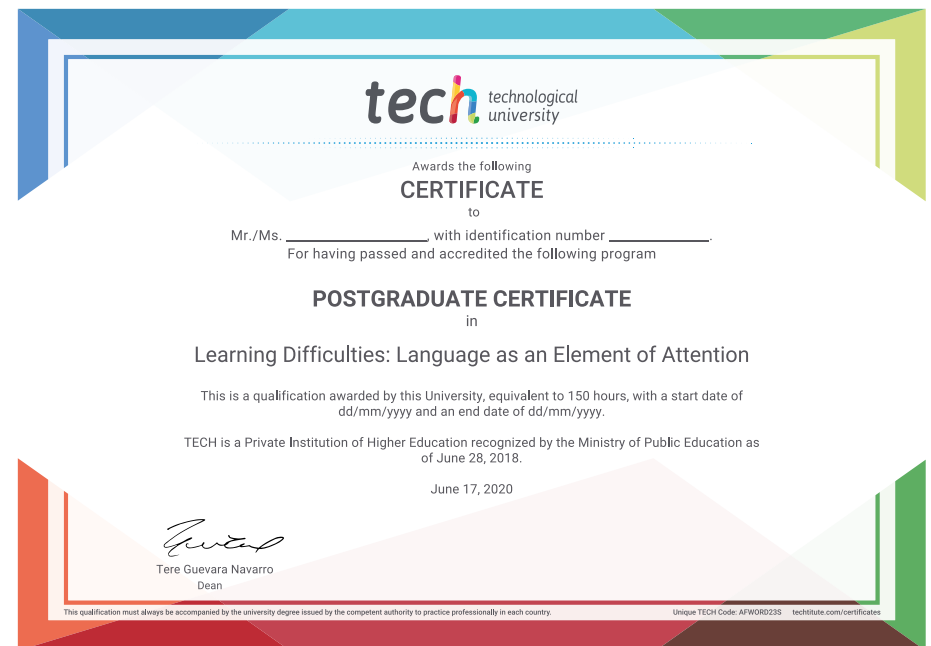 tech technological
university
Awards the following
CERTIFICATE
to
Mr./Ms. ____________________, with identification number ______________.
For having passed and accredited the following program
POSTGRADUATE CERTIFICATE
in
Learning Difficulties: Language as an Element of Attention
This is a qualification awarded by this University, equivalent to 150 hours, with a start date of
dd/mm/yyyy and an end date of dd/mm/yyyy.
TECH is a Private Institution of Higher Education recognized by the Ministry of Public Education as
of June 28, 2018.
June 17, 2020
Tere Guevara Navarro
Dean
This qualification must always be accompanied by the university degree issued by the competent authority to practice professionally in each country.
Unique TECH Code: AFWORD23S techtitute.com/certificates